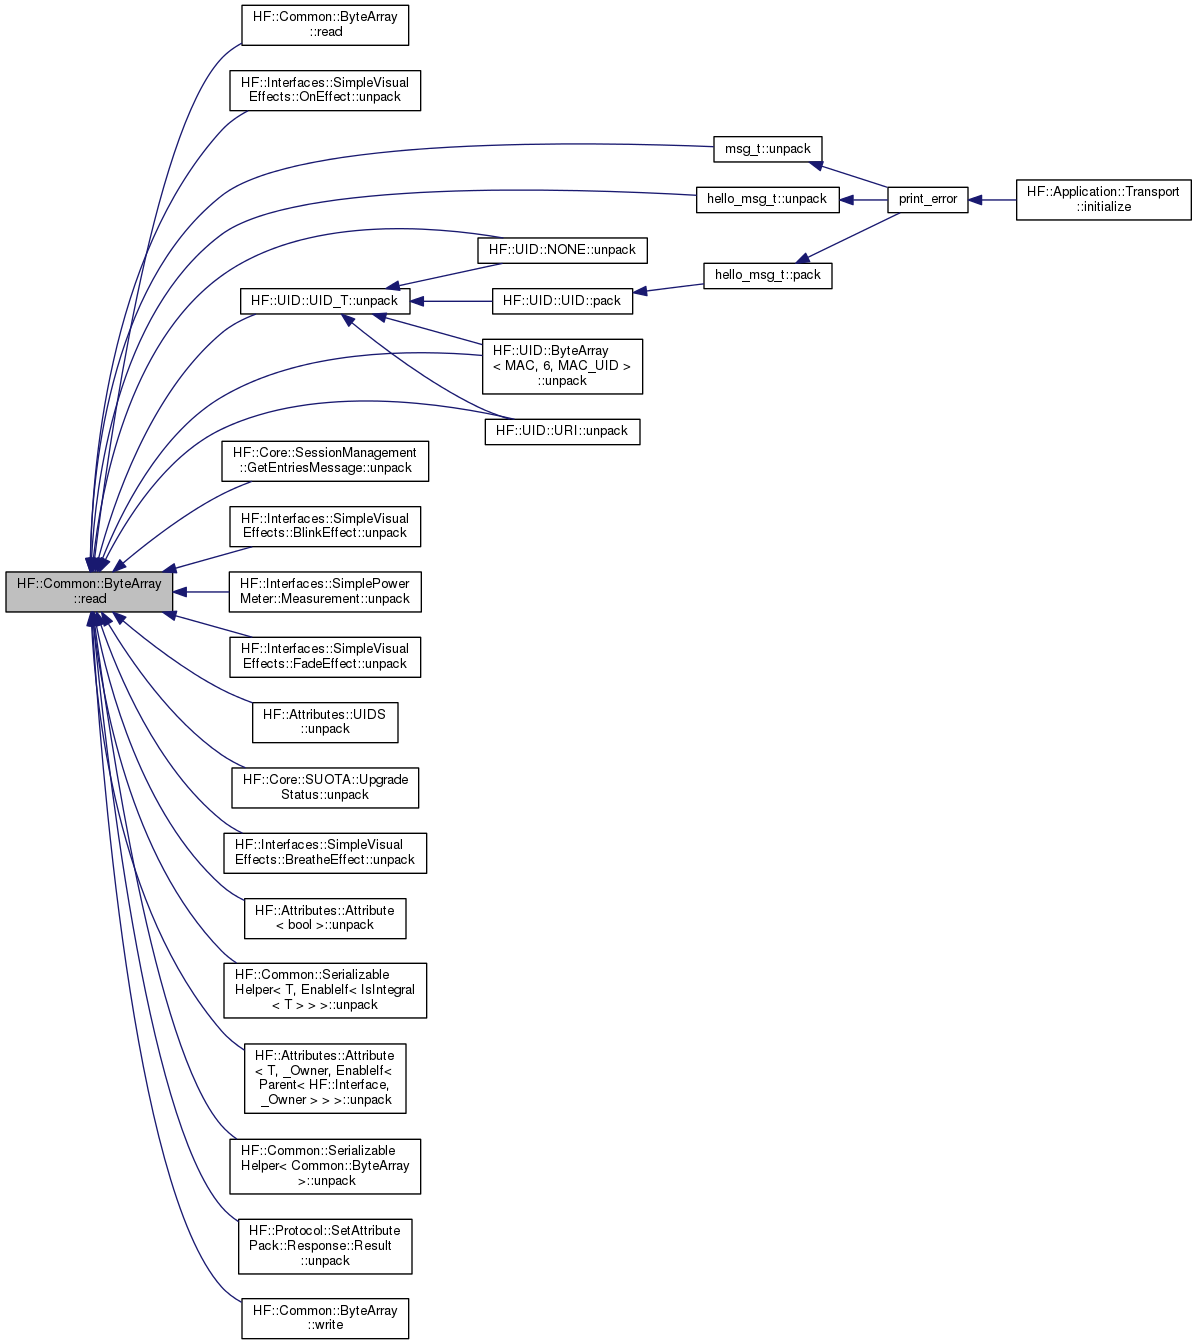 HF::Common::ByteArray
::read
HF::Interfaces::SimpleVisual
Effects::OnEffect::unpack
msg_t::unpack
hello_msg_t::unpack
print_error
HF::Application::Transport
::initialize
HF::UID::NONE::unpack
hello_msg_t::pack
HF::UID::UID_T::unpack
HF::UID::UID::pack
HF::UID::ByteArray
< MAC, 6, MAC_UID >
::unpack
HF::UID::URI::unpack
HF::Core::SessionManagement
::GetEntriesMessage::unpack
HF::Interfaces::SimpleVisual
Effects::BlinkEffect::unpack
HF::Common::ByteArray
::read
HF::Interfaces::SimplePower
Meter::Measurement::unpack
HF::Interfaces::SimpleVisual
Effects::FadeEffect::unpack
HF::Attributes::UIDS
::unpack
HF::Core::SUOTA::Upgrade
Status::unpack
HF::Interfaces::SimpleVisual
Effects::BreatheEffect::unpack
HF::Attributes::Attribute
< bool >::unpack
HF::Common::Serializable
Helper< T, EnableIf< IsIntegral
< T > > >::unpack
HF::Attributes::Attribute
< T, _Owner, EnableIf<
Parent< HF::Interface,
_Owner > > >::unpack
HF::Common::Serializable
Helper< Common::ByteArray
>::unpack
HF::Protocol::SetAttribute
Pack::Response::Result
::unpack
HF::Common::ByteArray
::write